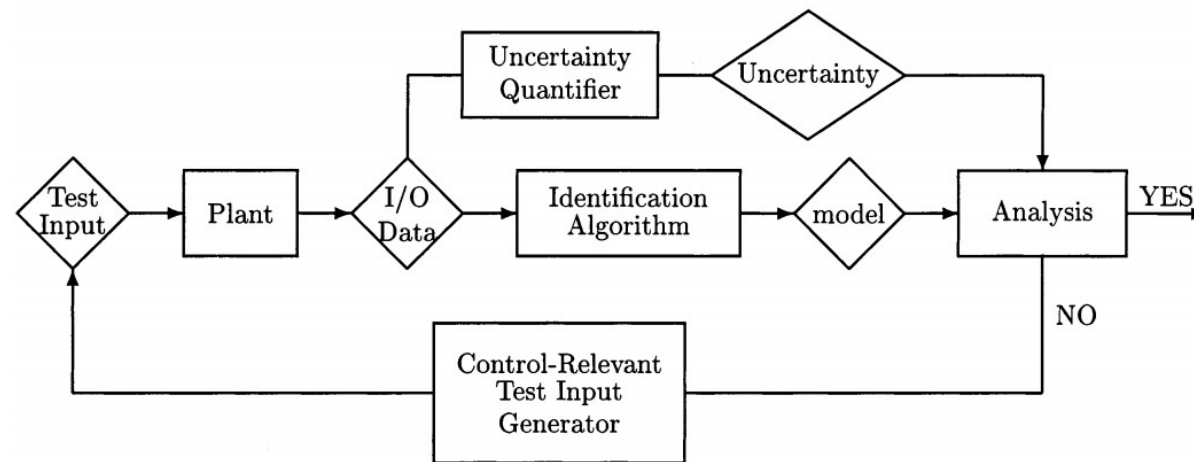 Uncertainty
Quantifier
Uncertainty
Test
Input
Plant
I/O
Data
Identification
Algorithm
model
Analysis
YES
NO
Control-Relevant
Test Input
Generator